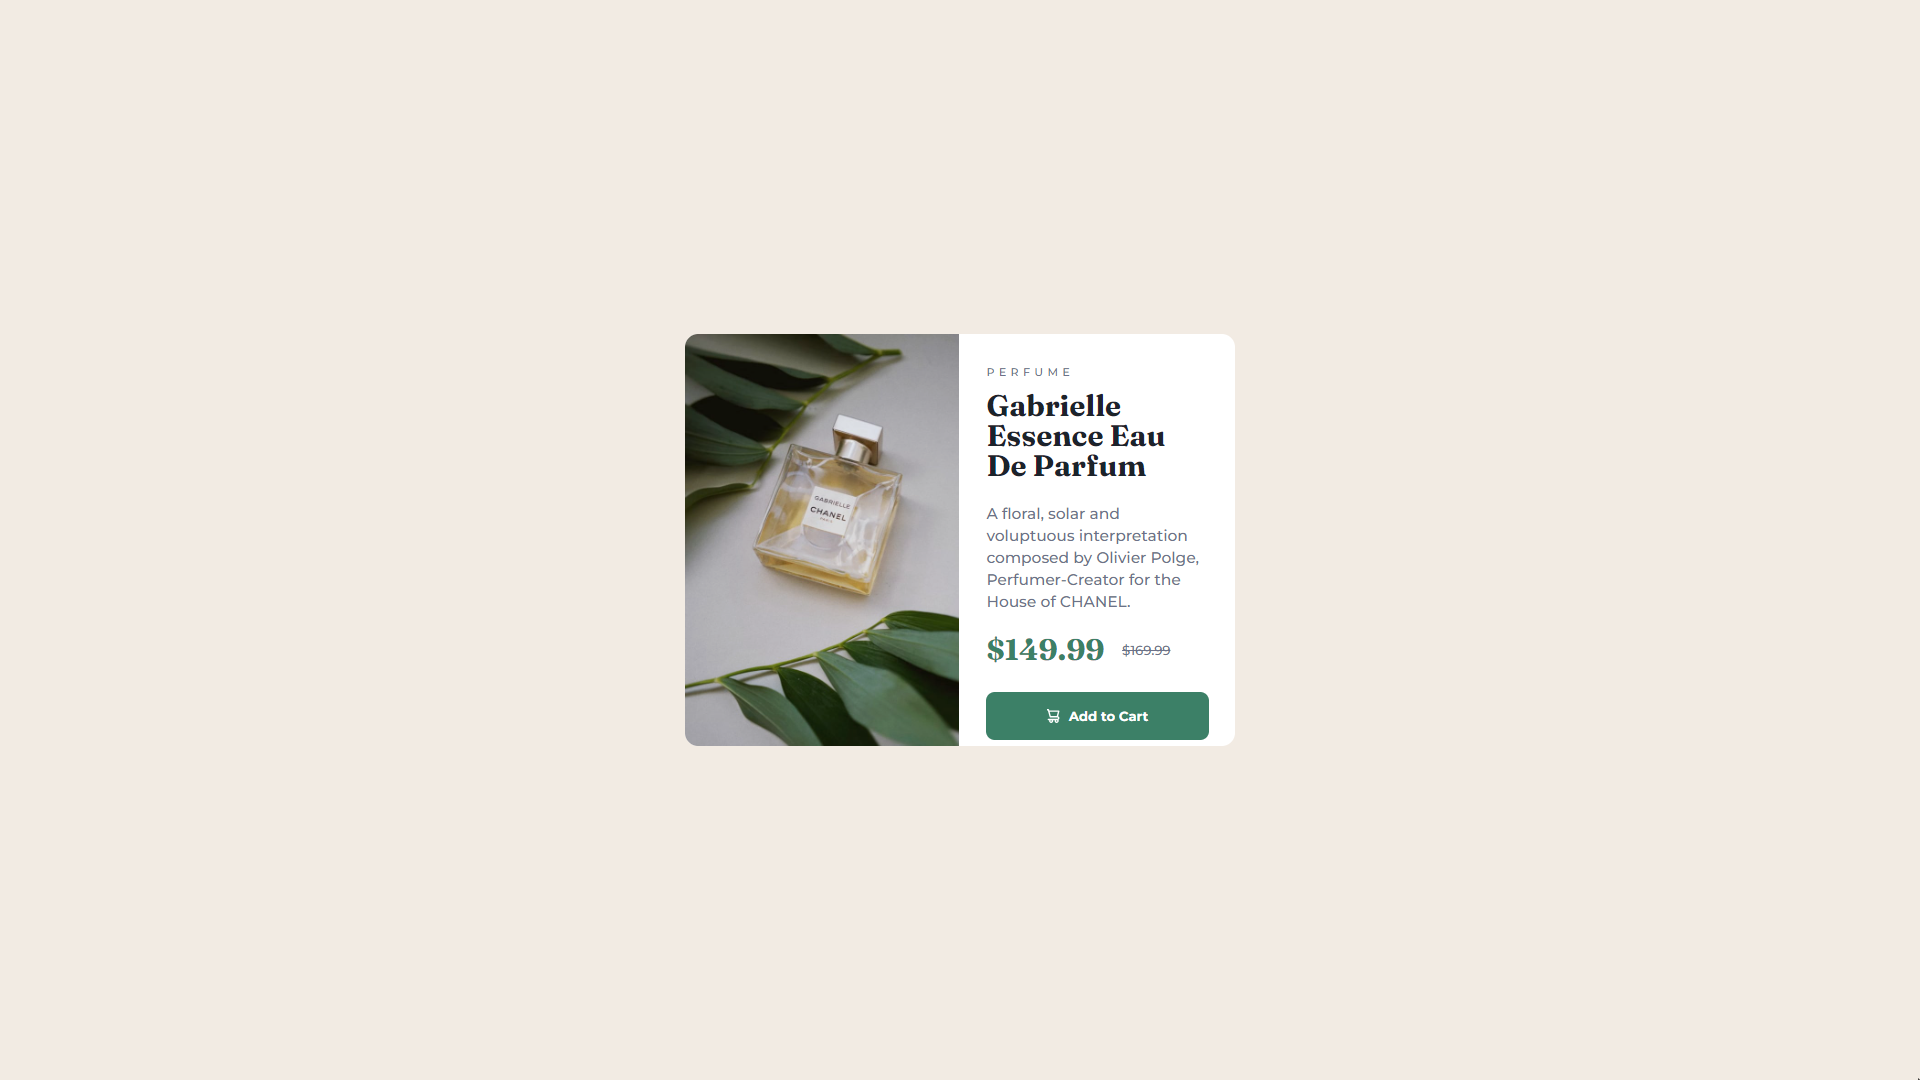 PERFUME
Gabrielle
Essence Eau
De Parfum
A floral, solar and
voluptuous interpretation
composed by Olivier Polge,
Perfumer-Creator for the
House of CHANEL.
$149.99 $169.99
Add to Cart
GABRIELLE
CHANEL
PARIS